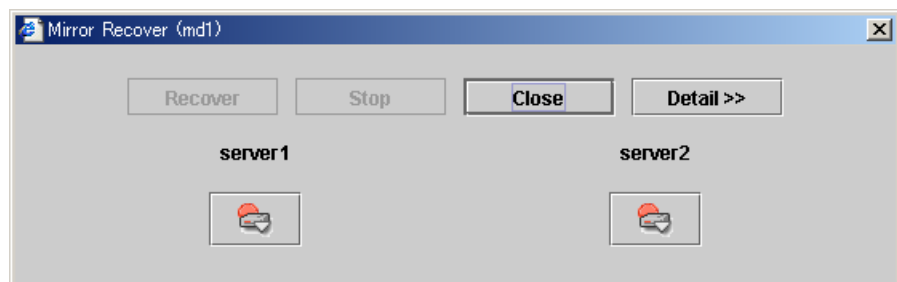 Mirror Recover (md1)
Recover Stop Close Detail >>
server1 server2